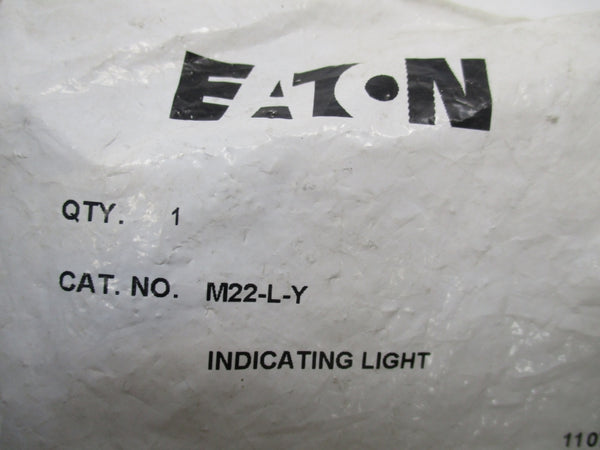 EATON
QTY. 1
CAT. NO. M22-L-Y
INDICATING LIGHT
110